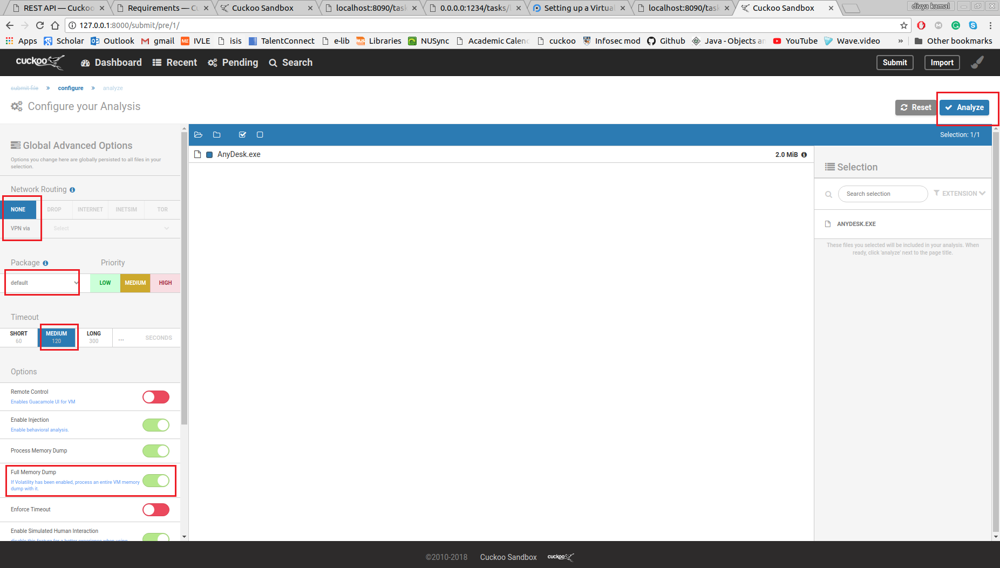 REST API — Cuckoo
Requirements — Cu
Cuckoo Sandbox
localhost:8090/task
0.0.0.0:1234/tasks/
Setting up a Virtual
localhost:8090/task
Cuckoo Sandbox
divya kamal
127.0.0.1:8000/submit/pre/1/
Apps
Scholar
Outlook
gmail
IVLE
isis
TalentConnect
e-lib
Libraries
NUSync
Academic Calend
cuckoo
Infosec mod
Github
Java - Objects an
YouTube
Wave.video
»
Other bookmarks
cuckoo
Dashboard
Recent
Pending
Search
Submit
Import
submit file » configure » analyze
Configure your Analysis
Reset
Analyze
Global Advanced Options
Options you change here are globally persisted to all files in your
selection.
Network Routing
NONE DROP INTERNET INETSIM TOR
VPN via Select
Package Priority
default LOW MEDIUM HIGH
Timeout
SHORT MEDIUM LONG
60 120 300 ... SECONDS
Options
Remote Control
Enables Guacamole UI for VM
Enable Injection
Enable behavioral analysis.
Process Memory Dump
Full Memory Dump
If Volatility has been enabled, process an entire VM memory
dump with it.
Enforce Timeout
Enable Simulated Human Interaction
disable this feature for a better experience when using
Selection: 1/1
AnyDesk.exe 2.0 MiB
Selection
Search selection EXTENSION
ANYDESK.EXE
These files you selected will be included in your analysis. When
ready, click 'analyze' next to the page title.
©2010-2018 Cuckoo Sandbox cuckoo